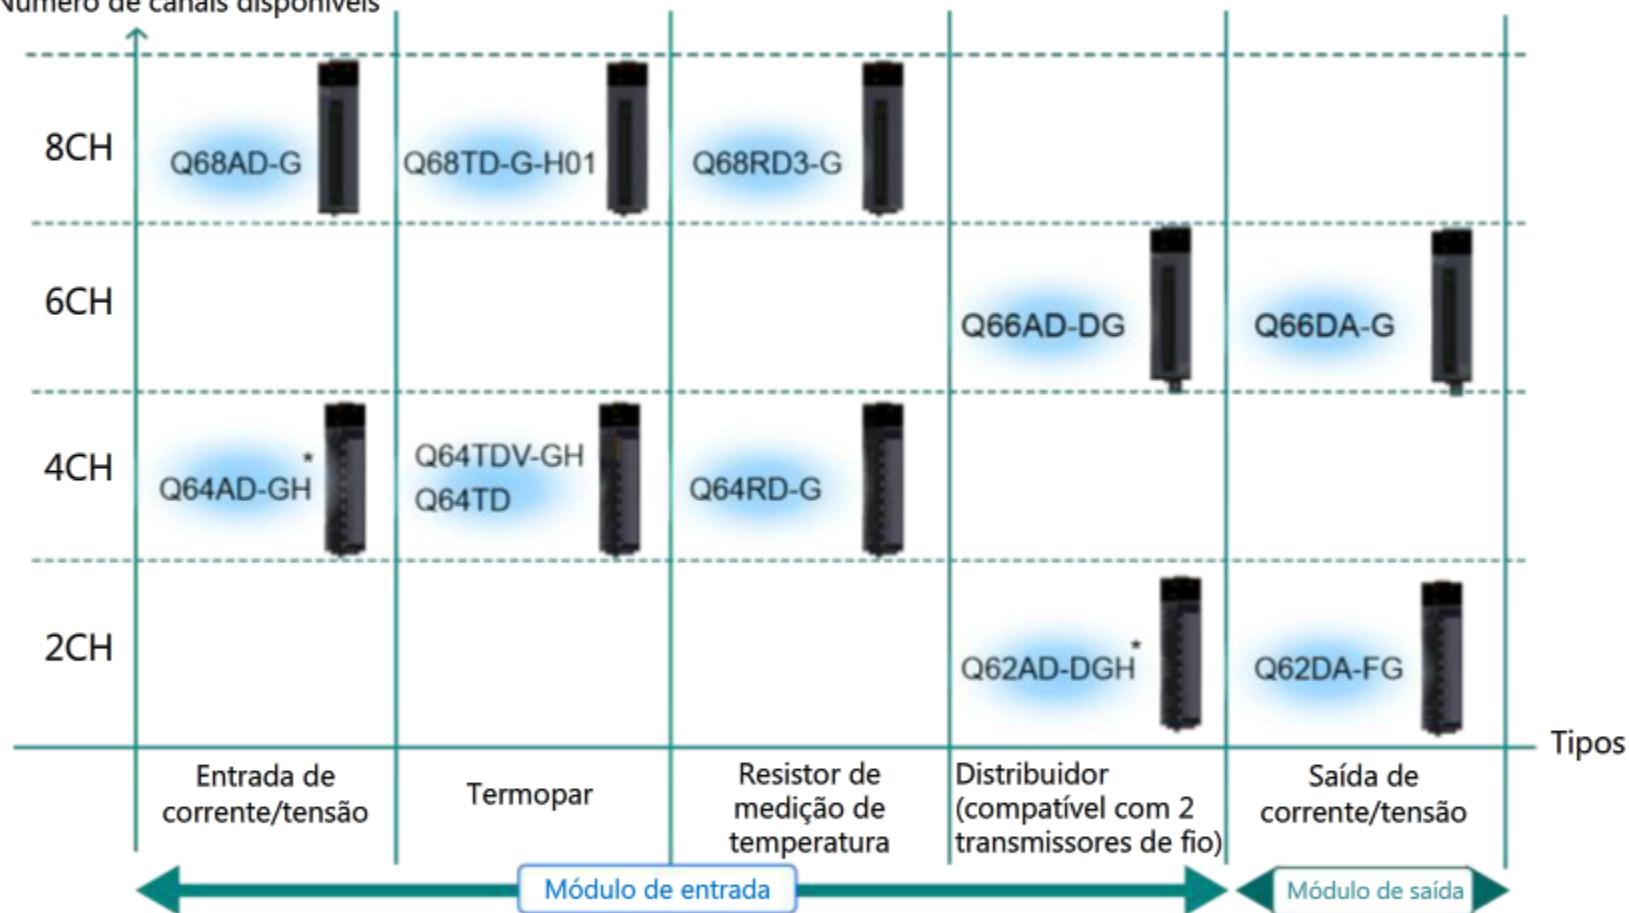 Número de canais disponíveis
8CH
Q68AD-G
Q68TD-G-H01
Q68RD3-G
6CH
Q66AD-DG
Q66DA-G
4CH
Q64AD-GH*
Q64TDV-GH
Q64TD
Q64RD-G
2CH
Q62AD-DGH*
Q62DA-FG
Tipos
Entrada de
corrente/tensão
Termopar
Resistor de
medição de
temperatura
Distribuidor
(compatível com 2
transmissores de fio)
Saída de
corrente/tensão
Módulo de entrada
Módulo de saída